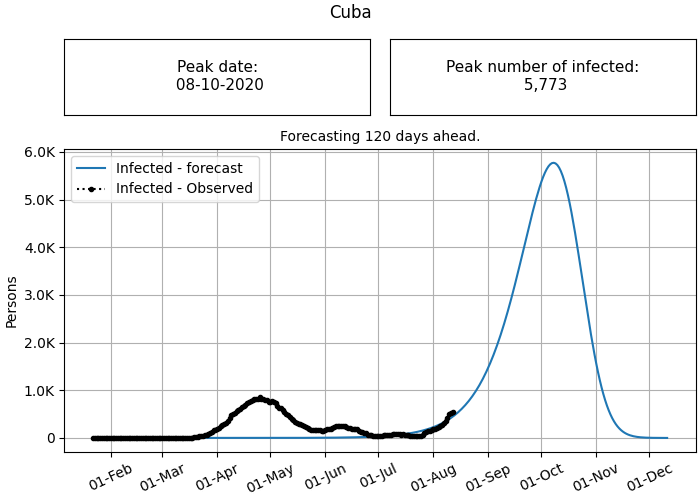 Cuba
Peak date:
08-10-2020
Peak number of infected:
5,773
Forecasting 120 days ahead.
Infected - forecast
Infected - Observed
Persons
6.0K
5.0K
4.0K
3.0K
2.0K
1.0K
0
01-Feb
01-Mar
01-Apr
01-May
01-Jun
01-Jul
01-Aug
01-Sep
01-Oct
01-Nov
01-Dec